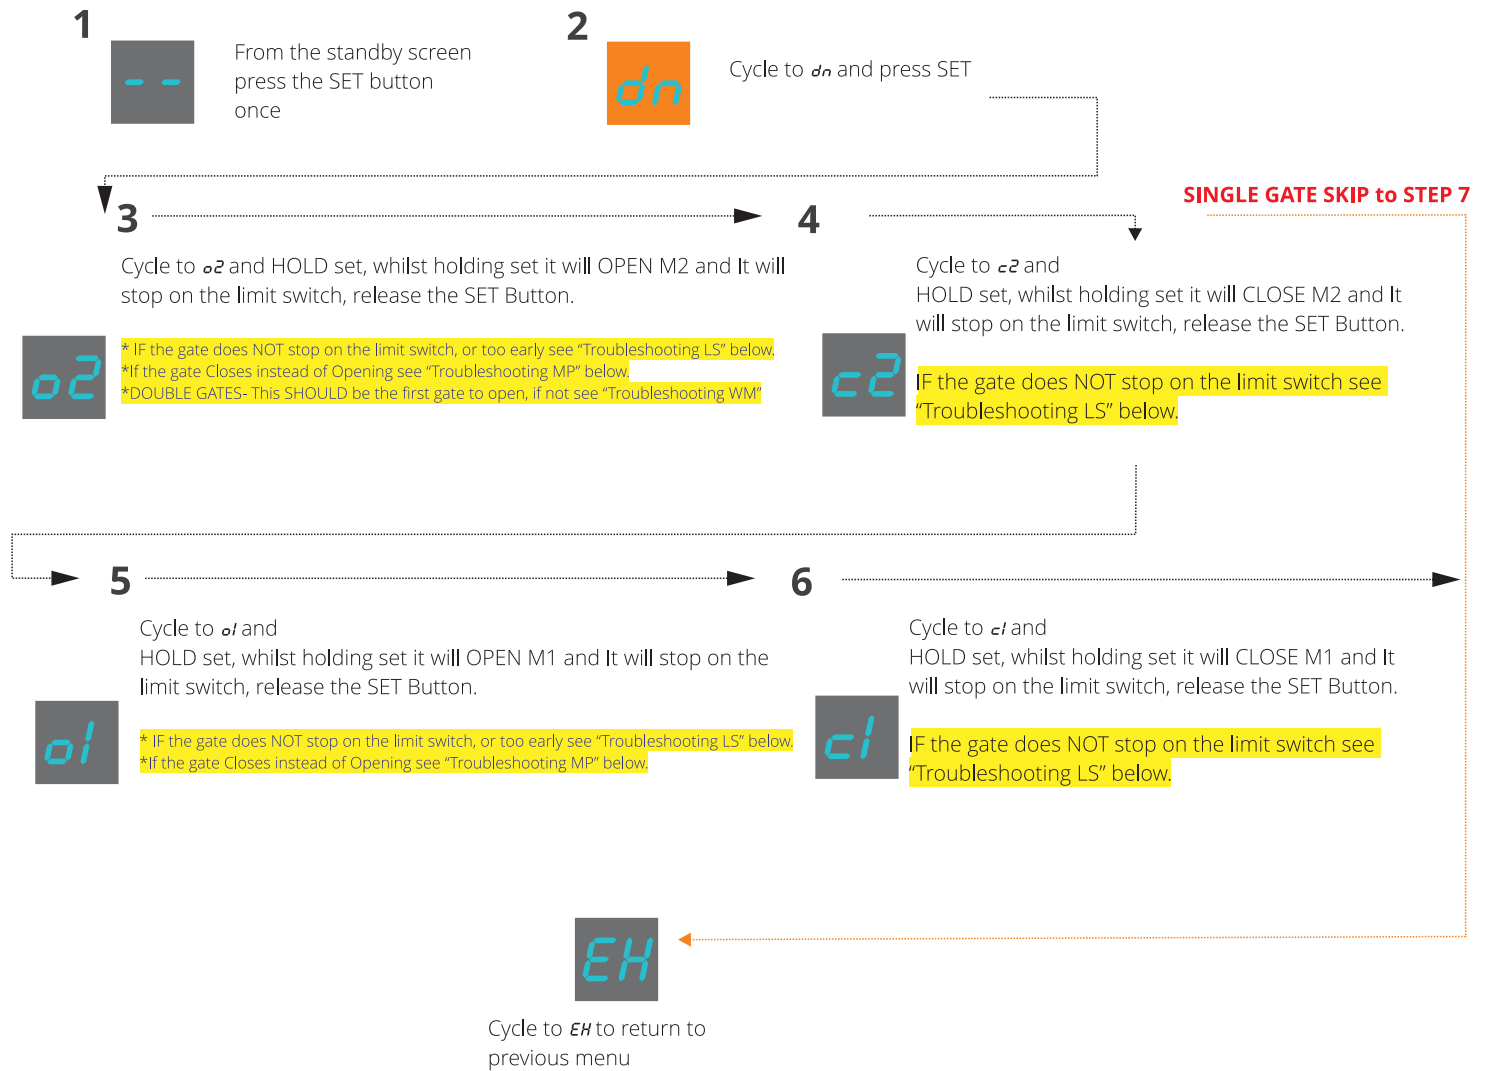 1
--
From the standby screen
press the SET button
once
2
dn
Cycle to dn and press SET
SINGLE GATE SKIP to STEP 7
3
Cycle to o2 and HOLD set, whilst holding set it will OPEN M2 and It will
stop on the limit switch, release the SET Button.
o2
* IF the gate does NOT stop on the limit switch, or too early see “Troubleshooting LS” below.
*If the gate Closes instead of Opening see “Troubleshooting MP” below.
*DOUBLE GATES- This SHOULD be the first gate to open, if not see “Troubleshooting WM”
4
Cycle to c2 and
HOLD set, whilst holding set it will CLOSE M2 and It
will stop on the limit switch, release the SET Button.
c2
IF the gate does NOT stop on the limit switch see
“Troubleshooting LS” below.
5
Cycle to o1 and
HOLD set, whilst holding set it will OPEN M1 and It will stop on the
limit switch, release the SET Button.
o1
* IF the gate does NOT stop on the limit switch, or too early see “Troubleshooting LS” below.
*If the gate Closes instead of Opening see “Troubleshooting MP” below.
6
Cycle to c1 and
HOLD set, whilst holding set it will CLOSE M1 and It
will stop on the limit switch, release the SET Button.
c1
IF the gate does NOT stop on the limit switch see
“Troubleshooting LS” below.
EH
Cycle to EH to return to
previous menu